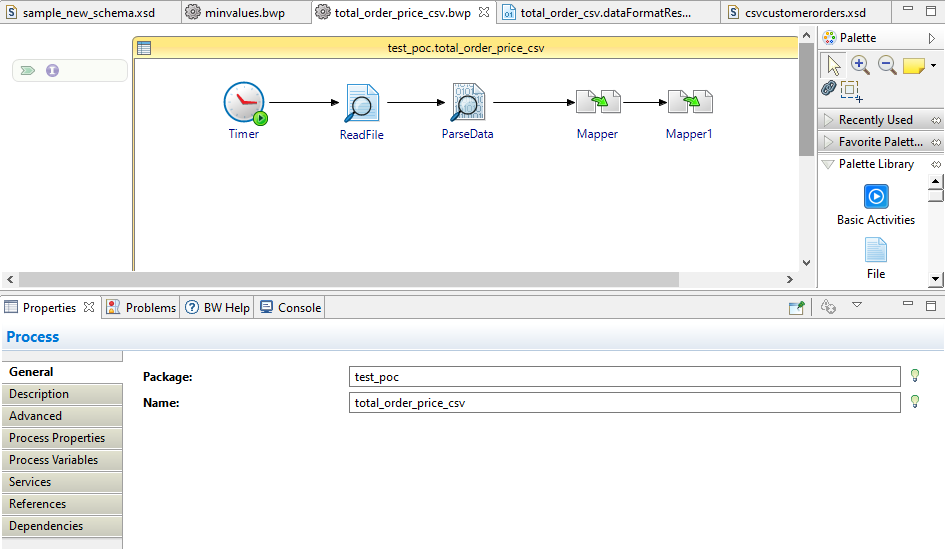 sample_new_schema.xsd minvalues.bwp total_order_price_csv.bwp total_order_csv.dataFormatRes... csvcustomerorders.xsd
test_poc.total_order_price_csv
Timer ReadFile ParseData Mapper Mapper1
Palette
Recently Used
Favorite Palett...
Palette Library
Basic Activities
File
Properties Problems BW Help Console
Process
General
Description
Advanced
Process Properties
Process Variables
Services
References
Dependencies
Package: test_poc
Name: total_order_price_csv